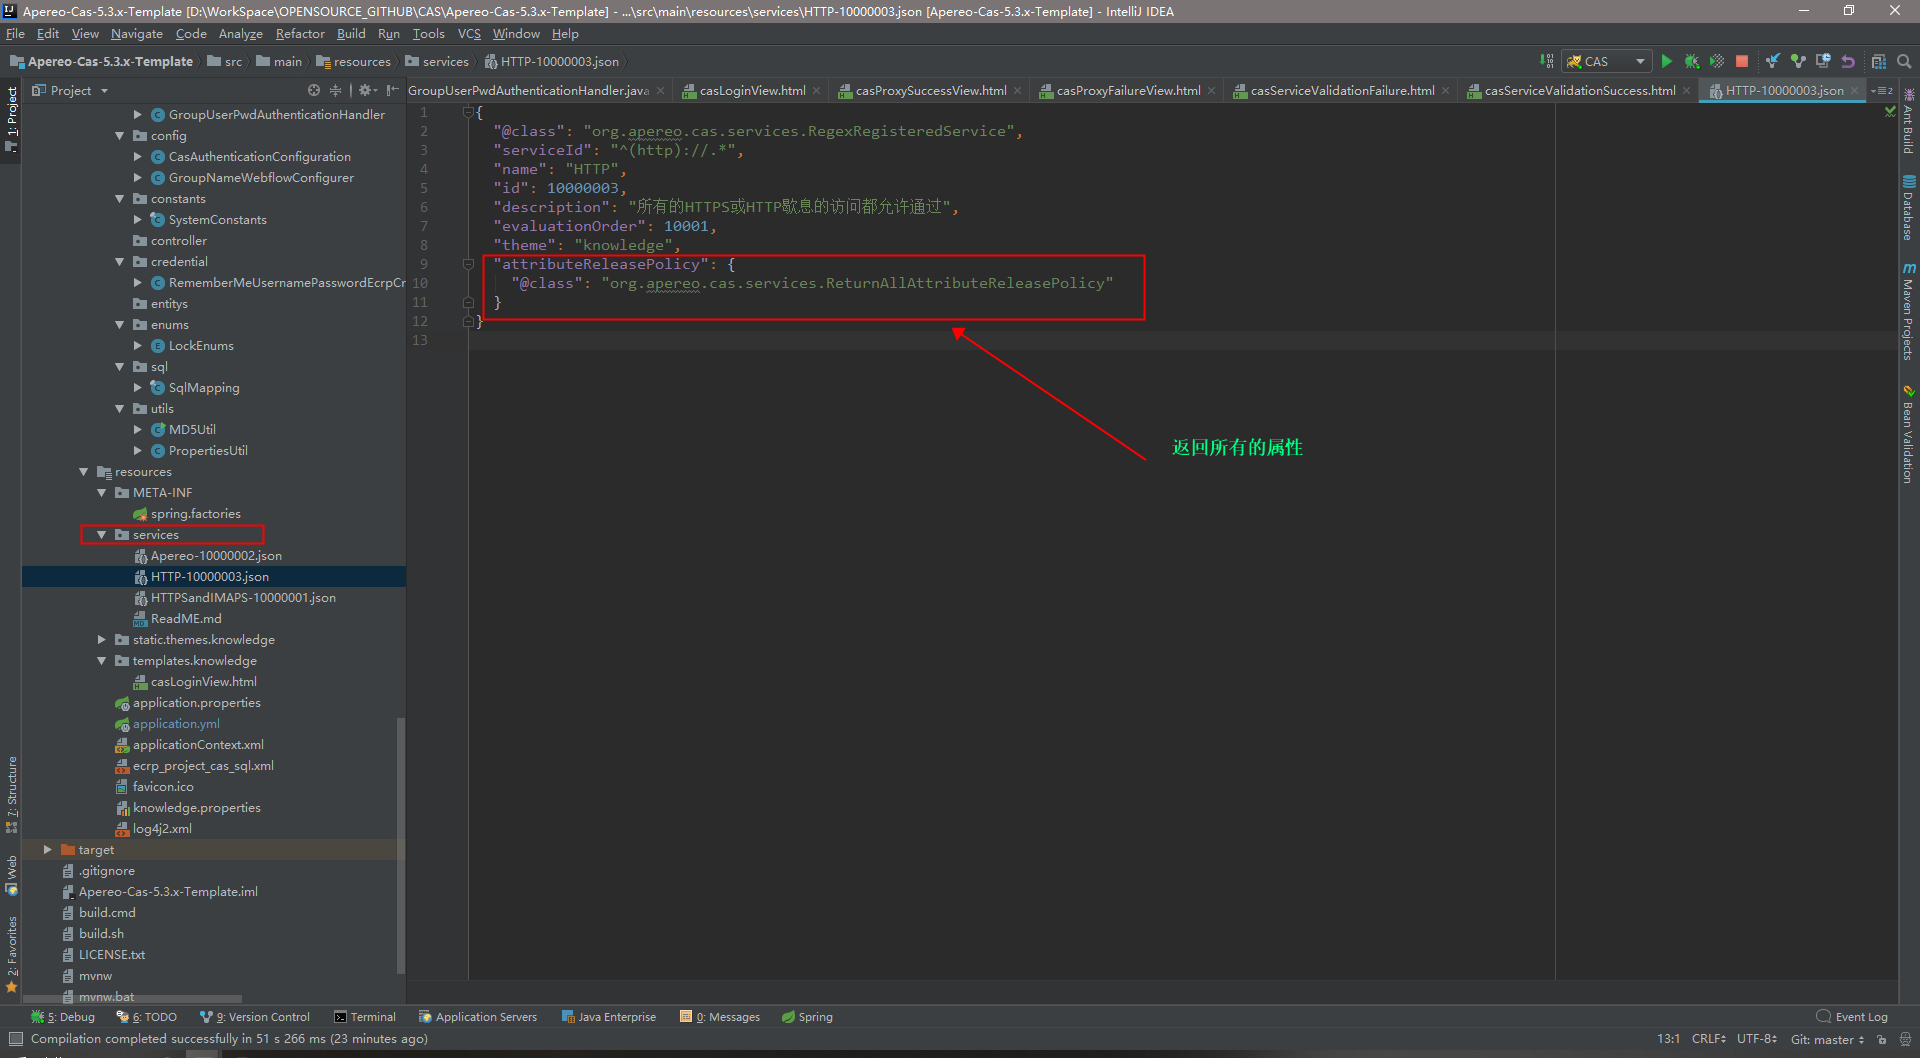 Apereo-Cas-5.3.x-Template [D:\WorkSpace\OPENSOURCE_GITHUB\CAS\Apereo-Cas-5.3.x-Template] - ...\src\main\resources\services\HTTP-10000003.json [Apereo-Cas-5.3.x-Template] - IntelliJ IDEA
File Edit View Navigate Code Analyze Refactor Build Run Tools VCS Window Help
Apereo-Cas-5.3.x-Template src main resources services HTTP-10000003.json CAS
Project
GroupUserPwdAuthenticationHandler.java casLoginView.html casProxySuccessView.html casProxyFailureView.html casServiceValidationFailure.html casServiceValidationSuccess.html HTTP-10000003.json
1: Project
7: Structure
Web
2: Favorites
GroupUserPwdAuthenticationHandler
config
CasAuthenticationConfiguration
GroupNameWebflowConfigurer
constants
SystemConstants
controller
credential
RememberMeUsernamePasswordEcrpCr
entitys
enums
LockEnums
sql
SqlMapping
utils
MD5Util
PropertiesUtil
resources
META-INF
spring.factories
services
Apereo-10000002.json
HTTP-10000003.json
HTTPSandIMAPS-10000001.json
ReadME.md
static.themes.knowledge
templates.knowledge
casLoginView.html
application.properties
application.yml
applicationContext.xml
ecrp_project_cas_sql.xml
favicon.ico
knowledge.properties
log4j2.xml
target
.gitignore
Apereo-Cas-5.3.x-Template.iml
build.cmd
build.sh
LICENSE.txt
mvnw
mvnw.bat
1 {
2 "@class": "org.apereo.cas.services.RegexRegisteredService",
3 "serviceId": "^(http)://.*",
4 "name": "HTTP",
5 "id": 10000003,
6 "description": "所有的HTTPS或HTTP歇息的访问都允许通过",
7 "evaluationOrder": 10001,
8 "theme": "knowledge",
9 "attributeReleasePolicy": {
10 "@class": "org.apereo.cas.services.ReturnAllAttributeReleasePolicy"
11 }
12 }
13
返回所有的属性
Ant Build
Database
Maven Projects
Bean Validation
5: Debug 6: TODO 9: Version Control Terminal Application Servers Java Enterprise 0: Messages Spring Event Log
Compilation completed successfully in 51 s 266 ms (23 minutes ago) 13:1 CRLF UTF-8 Git: master